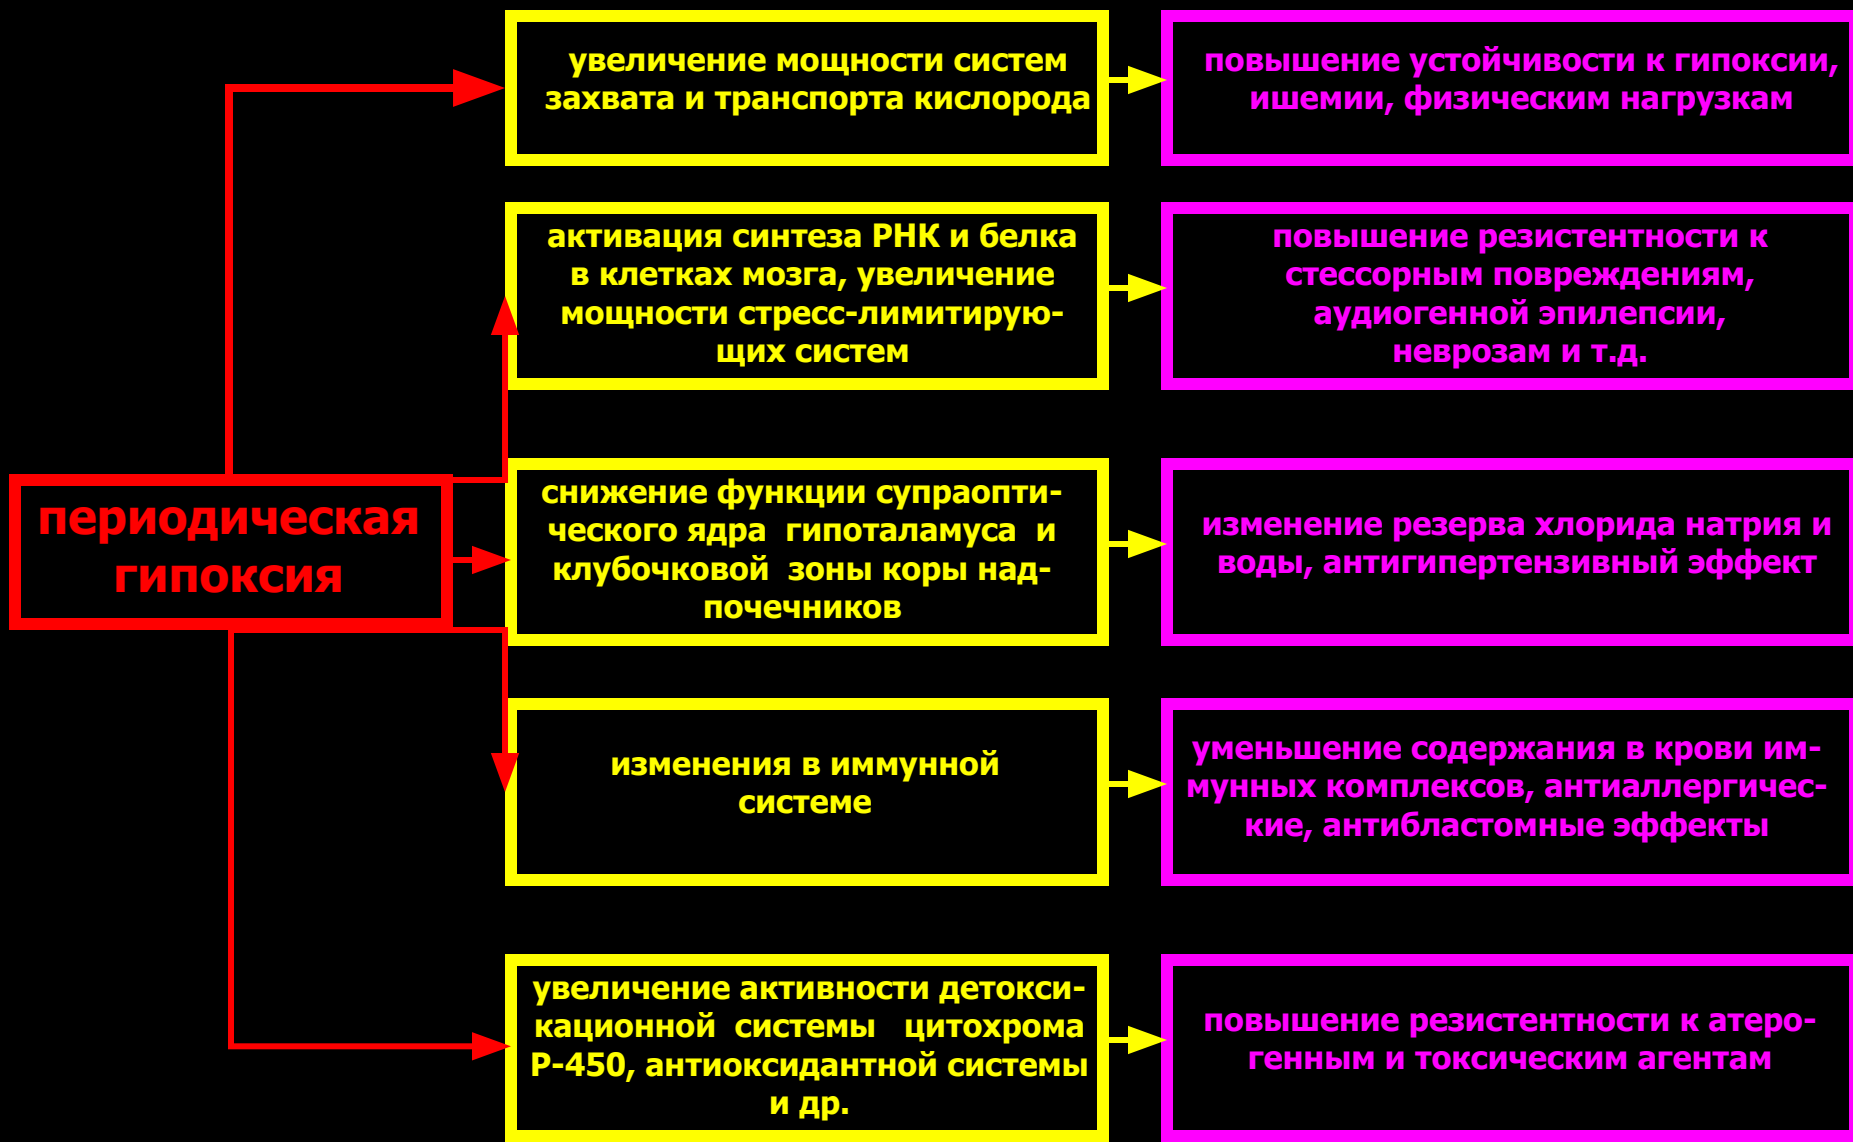 увеличение мощности систем
захвата и транспорта кислорода
повышение устойчивости к гипоксии,
ишемии, физическим нагрузкам
активация синтеза РНК и белка
в клетках мозга, увеличение
мощности стресс-лимитирую-
щих систем
повышение резистентности к
стессорным повреждениям,
аудиогенной эпилепсии,
неврозам и т.д.
периодическая
гипоксия
снижение функции супраопти-
ческого ядра гипоталамуса и
клубочковой зоны коры над-
почечников
изменение резерва хлорида натрия и
воды, антигипертензивный эффект
изменения в иммунной
системе
уменьшение содержания в крови им-
мунных комплексов, антиаллергичес-
кие, антибластомные эффекты
увеличение активности детокси-
кационной системы цитохрома
Р-450, антиоксидантной системы
и др.
повышение резистентности к атеро-
генным и токсическим агентам